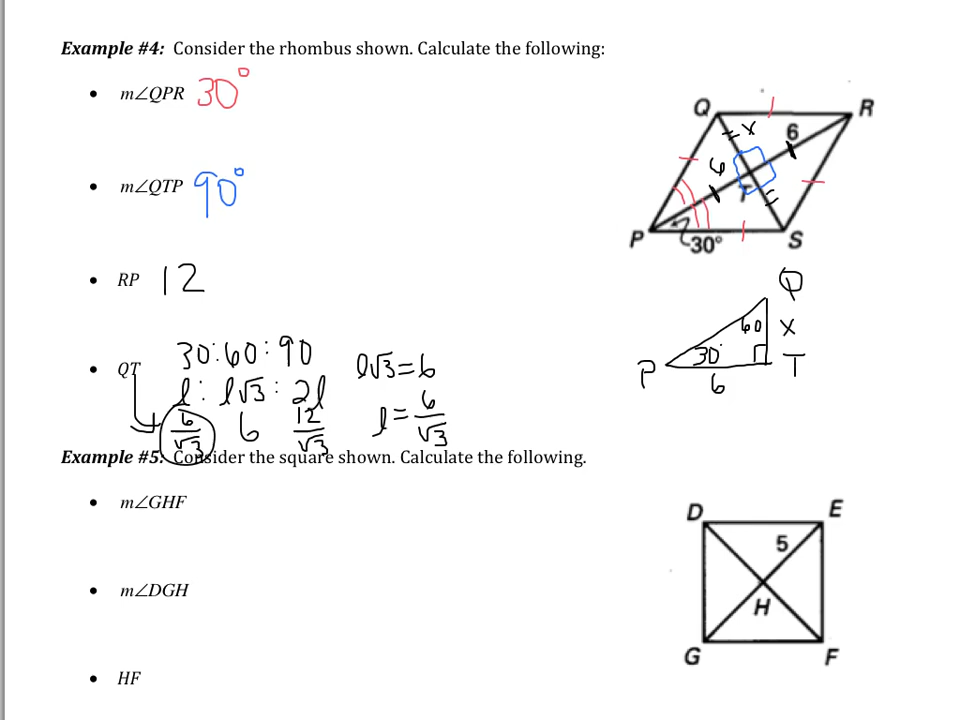 Example #4: Consider the rhombus shown. Calculate the following:
• m∠QPR 30°
Q R
x 6
6
T
P 30° S
• m∠QTP 90°
• RP 12
Q
60 x
P 30° T
6
• QT 30:60:90
l : l√3 : 2l
6/√3 6 12/√3
l√3 = 6
l = 6/√3
Example #5: Consider the square shown. Calculate the following.
• m∠GHF
D E
5
H
G F
• m∠DGH
• HF